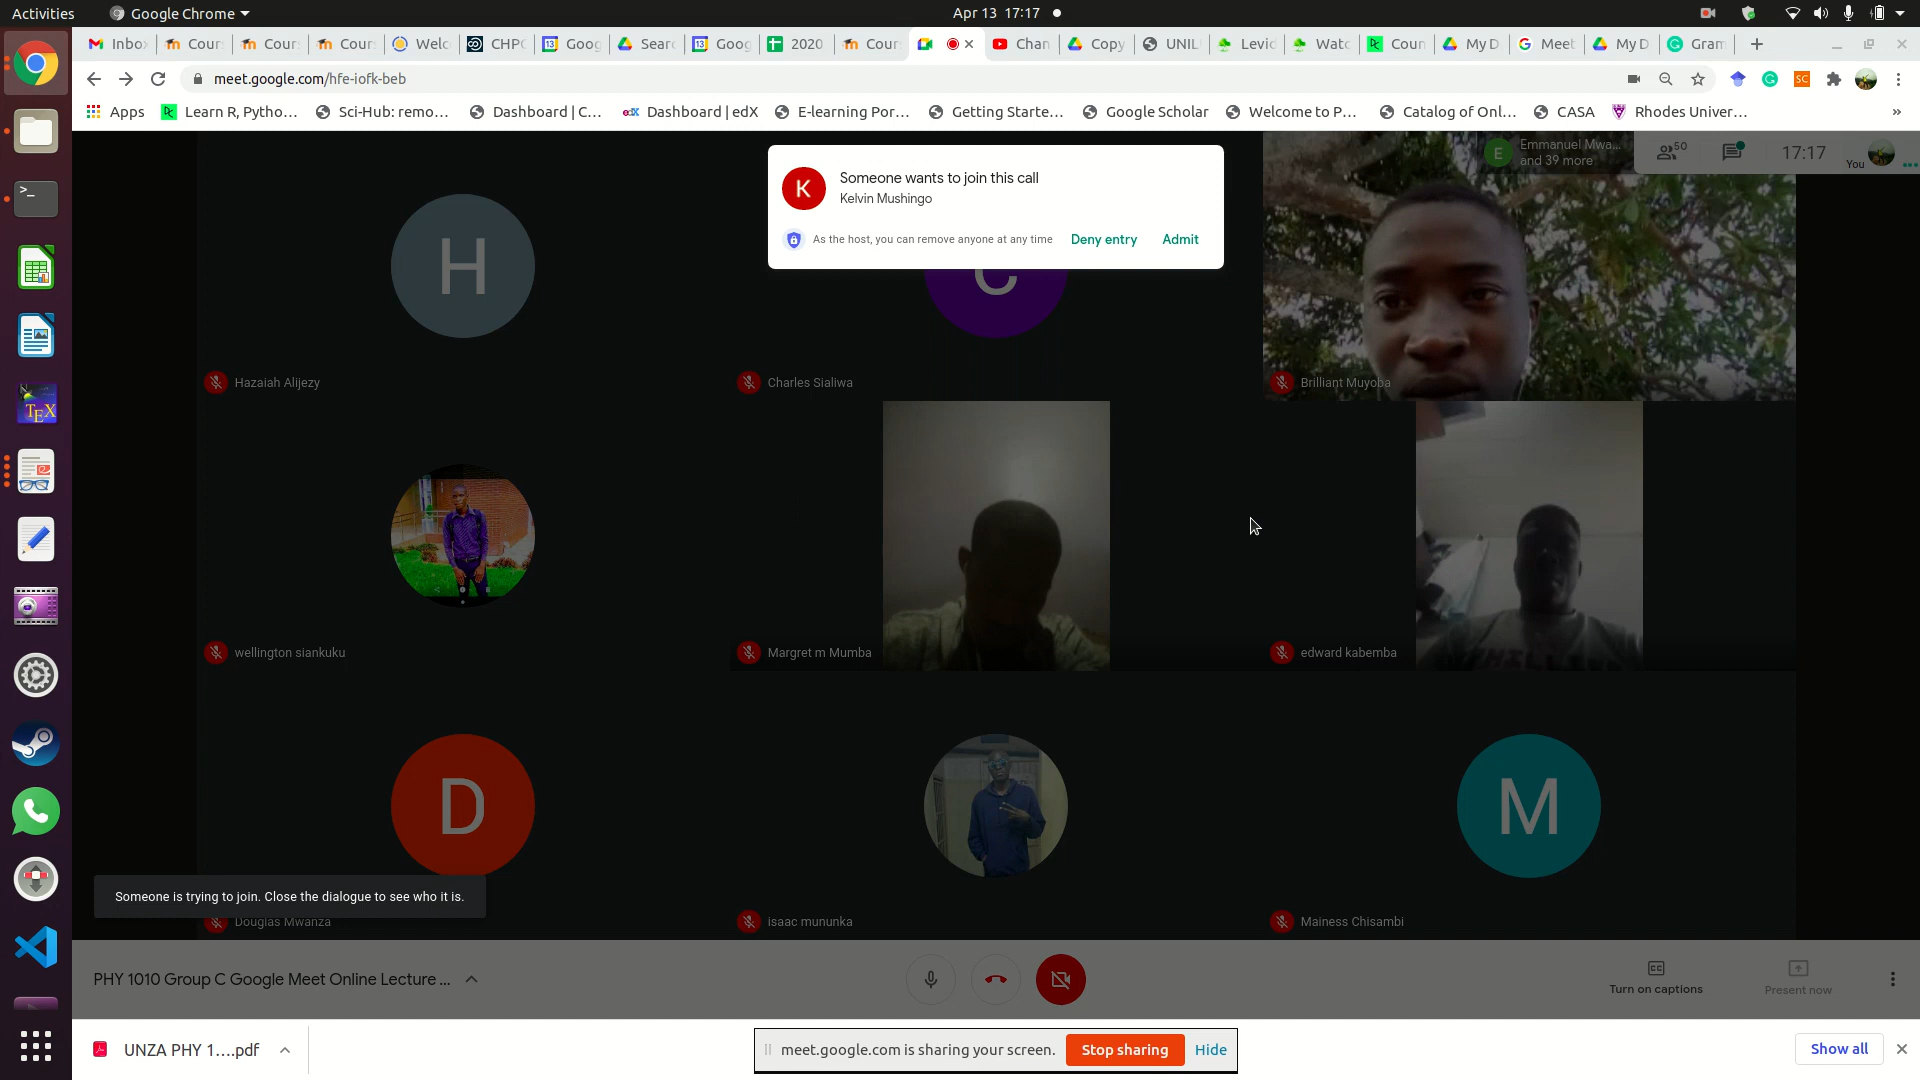 Activities
Google Chrome
Apr 13 17:17
Inbo
Cour
Cour
Cour
Welc
CHPC
Goog
Searc
Goog
2020
Cour
Chan
Copy
UNIL
Levic
Watc
Coun
My D
Meet
My D
Gram
meet.google.com/hfe-iofk-beb
SC
Apps
Learn R, Pytho...
Sci-Hub: remo...
Dashboard | C...
edX Dashboard | edX
E-learning Por...
Getting Starte...
Google Scholar
Welcome to P...
Catalog of Onl...
CASA
Rhodes Univer...
»
K
Someone wants to join this call
Kelvin Mushingo
As the host, you can remove anyone at any time
Deny entry
Admit
E
Emmanuel Mwa...
and 39 more
50
17:17
You
H
C
Hazaiah Alijezy
Charles Sialiwa
Brilliant Muyoba
TEX
wellington siankuku
Margret m Mumba
edward kabemba
D
M
Someone is trying to join. Close the dialogue to see who it is.
Douglas Mwanza
isaac mununka
Mainess Chisambi
PHY 1010 Group C Google Meet Online Lecture ...
Turn on captions
Present now
UNZA PHY 1....pdf
meet.google.com is sharing your screen.
Stop sharing
Hide
Show all